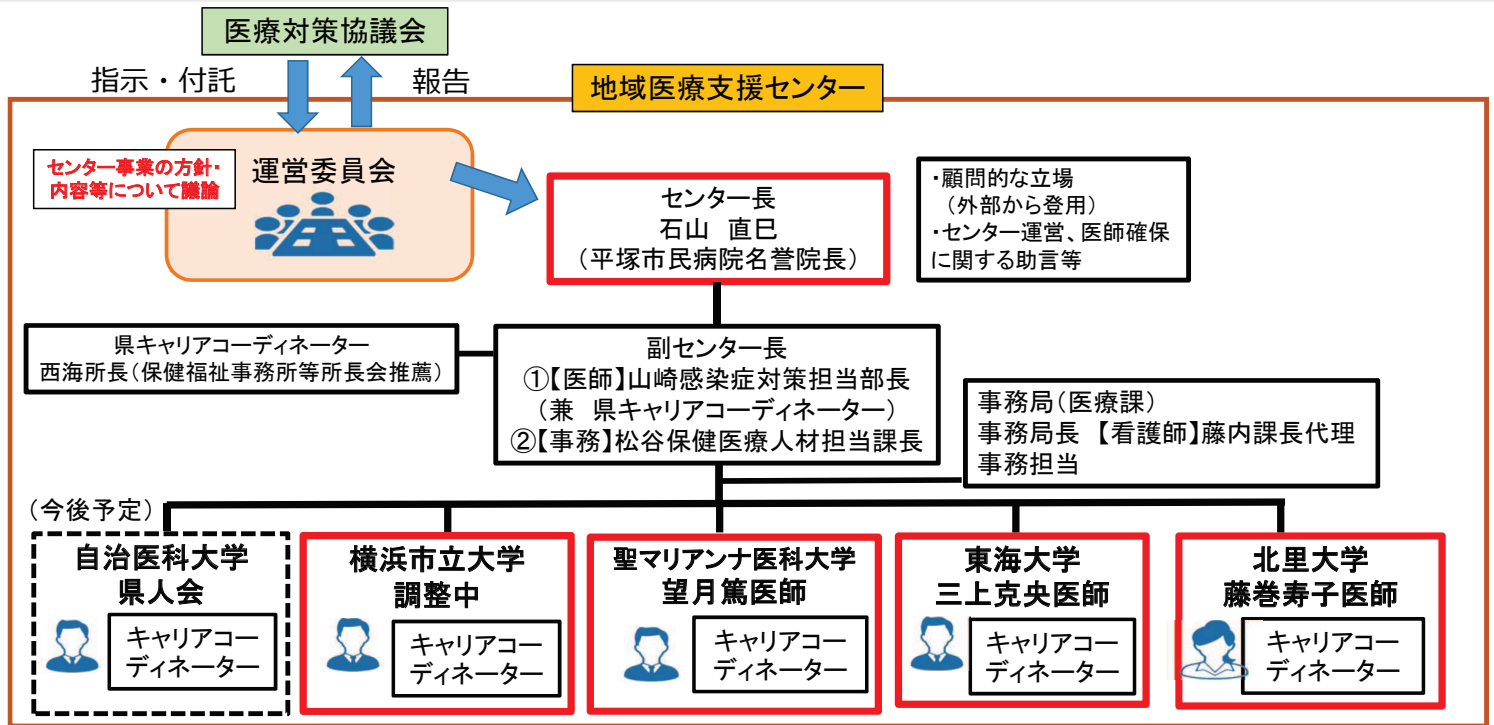 医療対策協議会
指示・付託
報告
地域医療支援センター
センター事業の方針・
内容等について議論
運営委員会
センター長
石山 直巳
(平塚市民病院名誉院長)
・顧問的な立場
(外部から登用)
・センター運営、医師確保
に関する助言等
県キャリアコーディネーター
西海所長(保健福祉事務所等所長会推薦)
副センター長
①【医師】山崎感染症対策担当部長
(兼 県キャリアコーディネーター)
②【事務】松谷保健医療人材担当課長
事務局(医療課)
事務局長 【看護師】藤内課長代理
事務担当
(今後予定)
自治医科大学
県人会
キャリアコー
ディネーター
横浜市立大学
調整中
キャリアコー
ディネーター
聖マリアンナ医科大学
望月篤医師
キャリアコー
ディネーター
東海大学
三上克央医師
キャリアコー
ディネーター
北里大学
藤巻寿子医師
キャリアコー
ディネーター